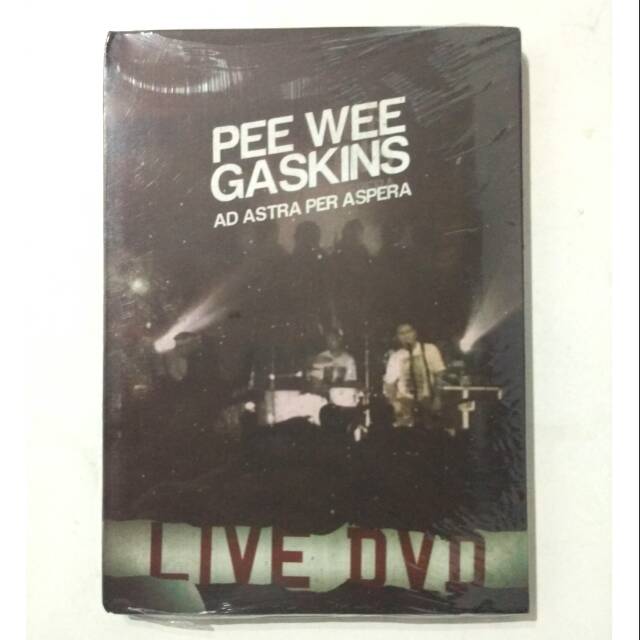 PEE WEE
GASKINS
AD ASTRA PER ASPERA
LIVE DVD